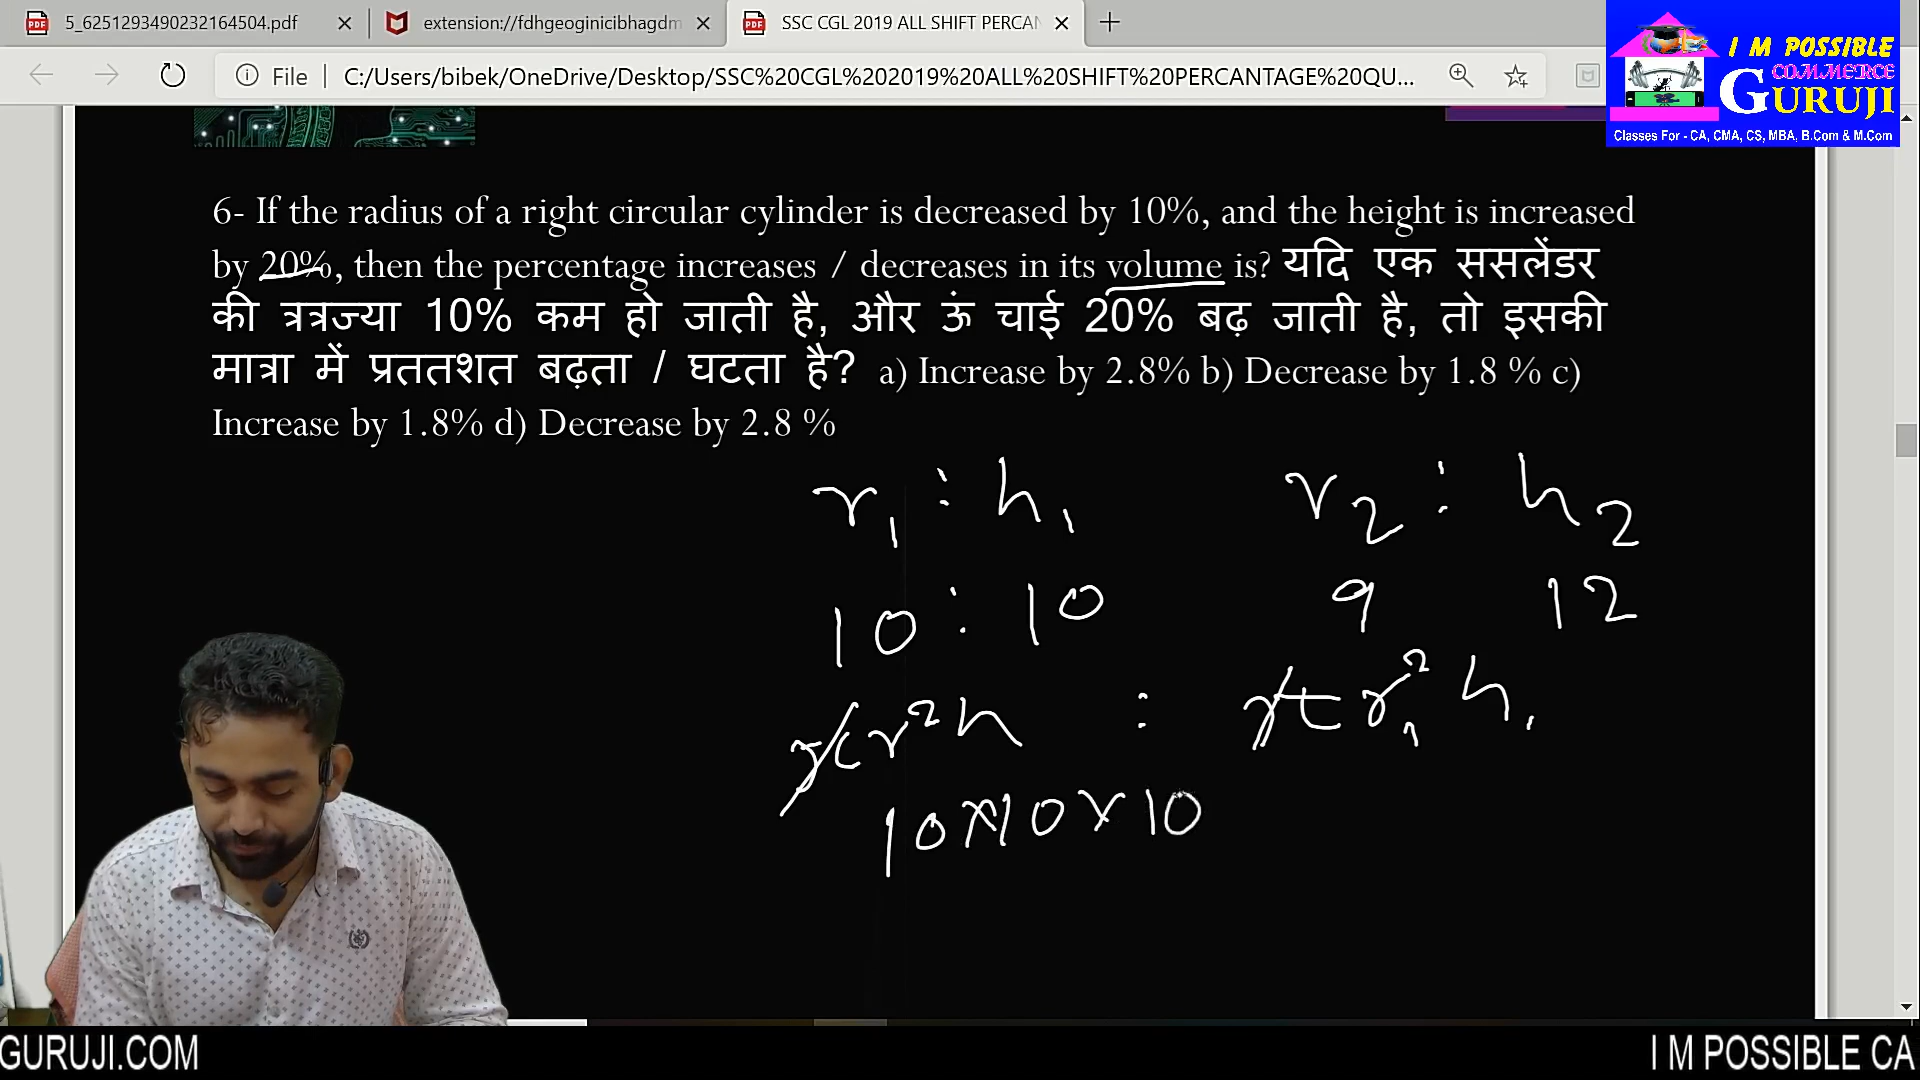 5_6251293490232164504.pdf
extension://fdhgeoginicibhagdm
SSC CGL 2019 ALL SHIFT PERCAN
File
C:/Users/bibek/OneDrive/Desktop/SSC%20CGL%202019%20ALL%20SHIFT%20PERCANTAGE%20QU...
I M POSSIBLE
COMMERCE
GURUJI
Classes For - CA, CMA, CS, MBA, B.Com & M.Com
6- If the radius of a right circular cylinder is decreased by 10%, and the height is increased
by 20%, then the percentage increases / decreases in its volume is? यदि एक ससलेंडर
की त्रत्रज्या 10% कम हो जाती है, और ऊं चाई 20% बढ़ जाती है, तो इसकी
मात्रा में प्रततशत बढ़ता / घटता है? a) Increase by 2.8% b) Decrease by 1.8 % c)
Increase by 1.8% d) Decrease by 2.8 %
r1 : h1 r2 : h2
10 : 10 9 12
πr²h : πr1²h1
10×10×10
GURUJI.COM
I M POSSIBLE CA